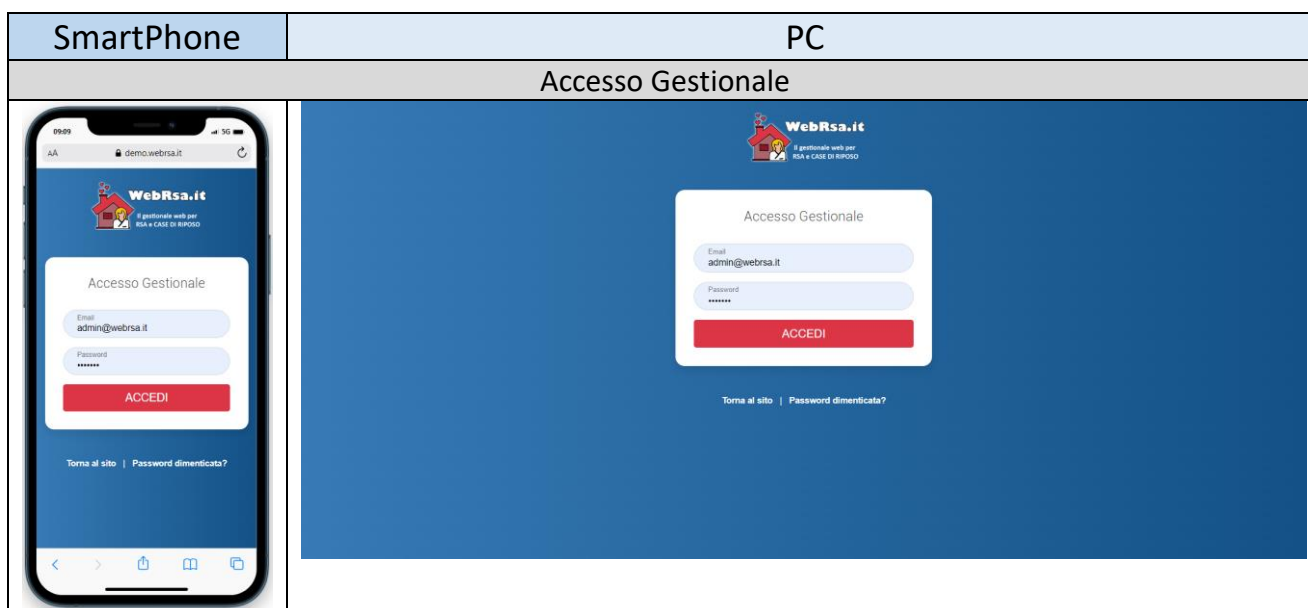 SmartPhone
PC
Accesso Gestionale
09:09
5G
AA
demo.webrsa.it
WebRsa.it
Il gestionale web per
RSA e CASE DI RIPOSO
Accesso Gestionale
Email
admin@webrsa.it
Password
•••••••
ACCEDI
Torna al sito | Password dimenticata?
WebRsa.it
Il gestionale web per
RSA e CASE DI RIPOSO
Accesso Gestionale
Email
admin@webrsa.it
Password
•••••••
ACCEDI
Torna al sito | Password dimenticata?